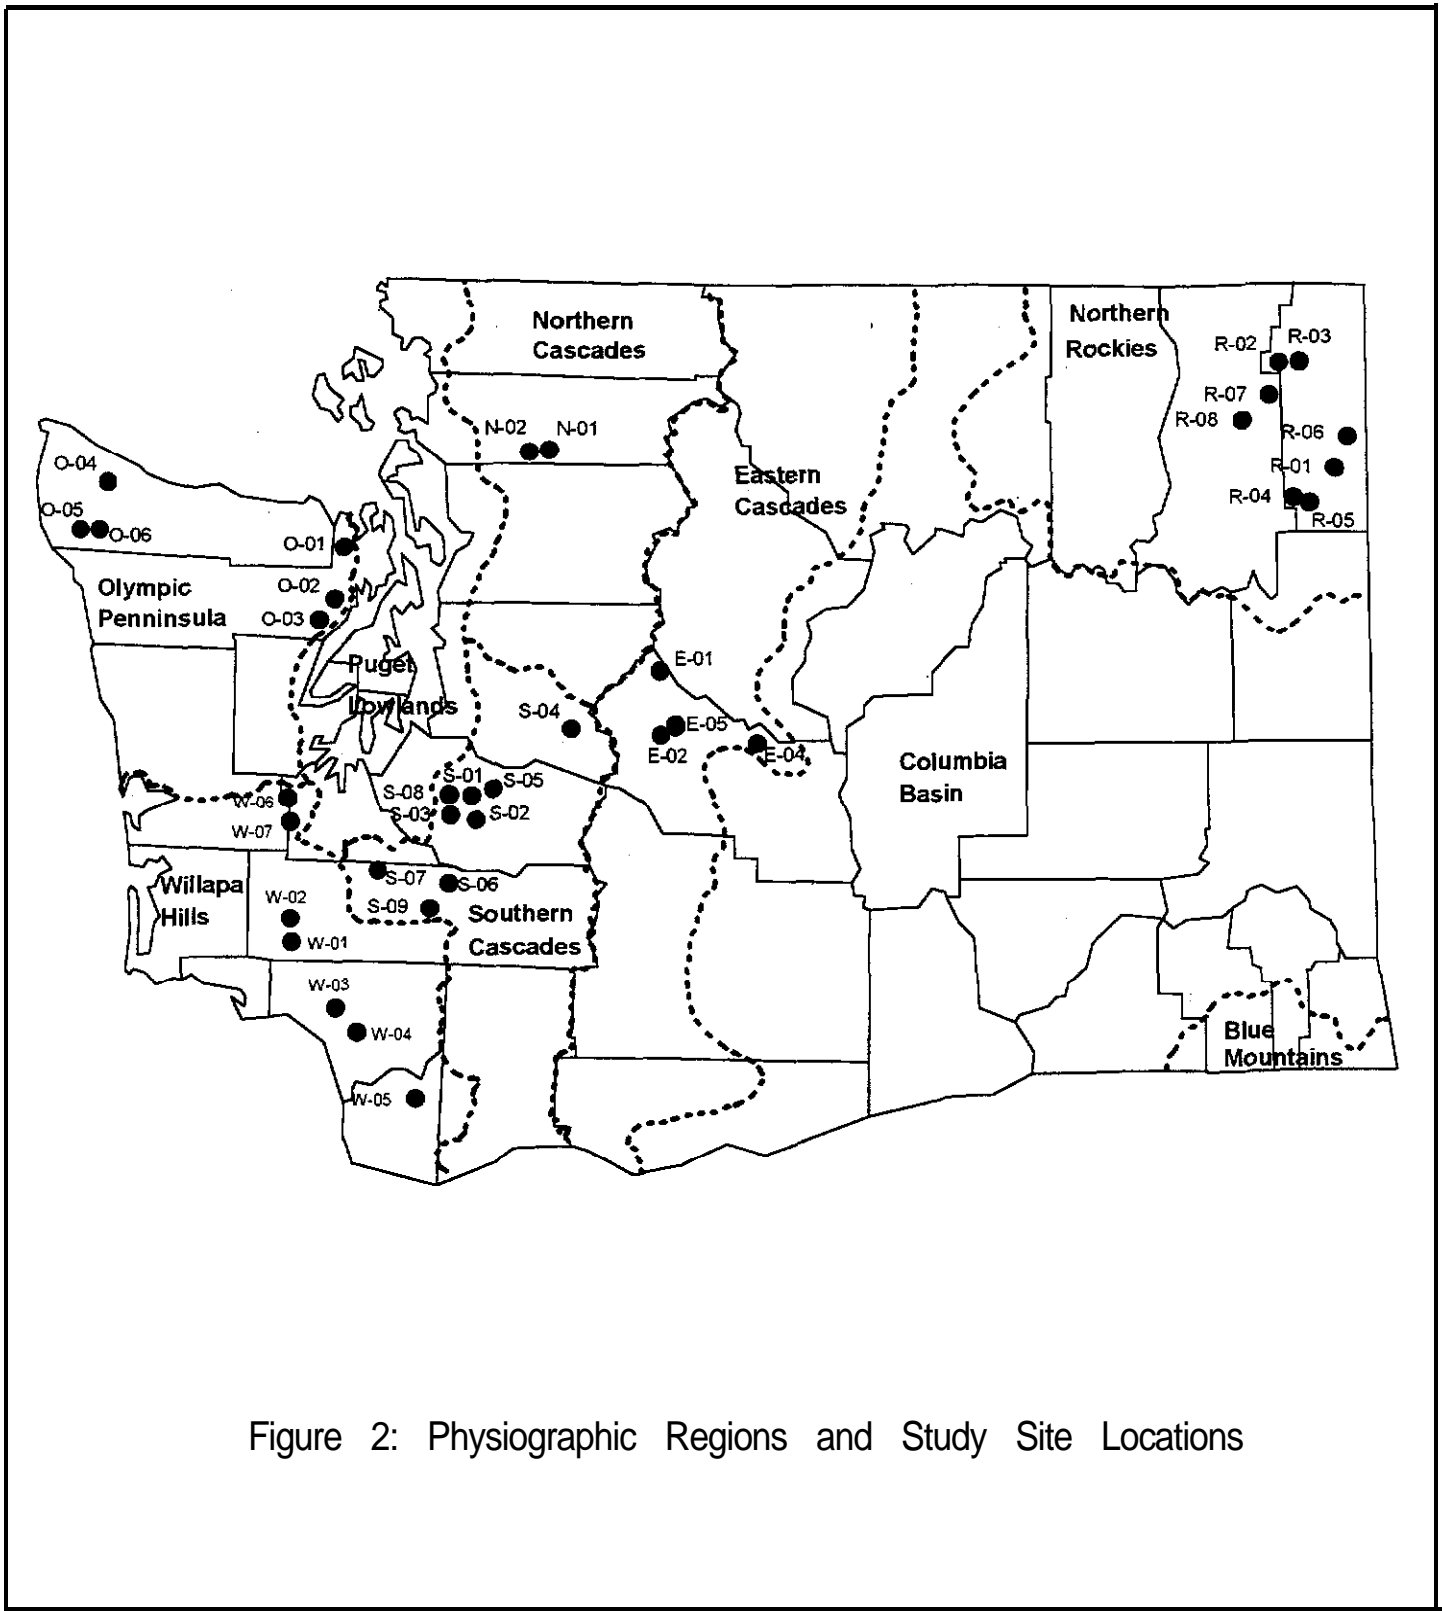 Northern
Cascades
Northern
Rockies
R-02
R-03
R-07
R-08
R-06
R-01
R-04
R-05
N-02
N-01
O-04
O-05
O-06
O-01
O-02
O-03
Olympic
Penninsula
Eastern
Cascades
Puget
Lowlands
E-01
E-05
E-02
E-04
S-04
S-01
S-05
S-08
S-03
S-02
Columbia
Basin
W-06
W-07
Willapa
Hills
S-07
S-06
S-09
Southern
Cascades
W-02
W-01
W-03
W-04
W-05
Blue
Mountains
Figure 2: Physiographic Regions and Study Site Locations